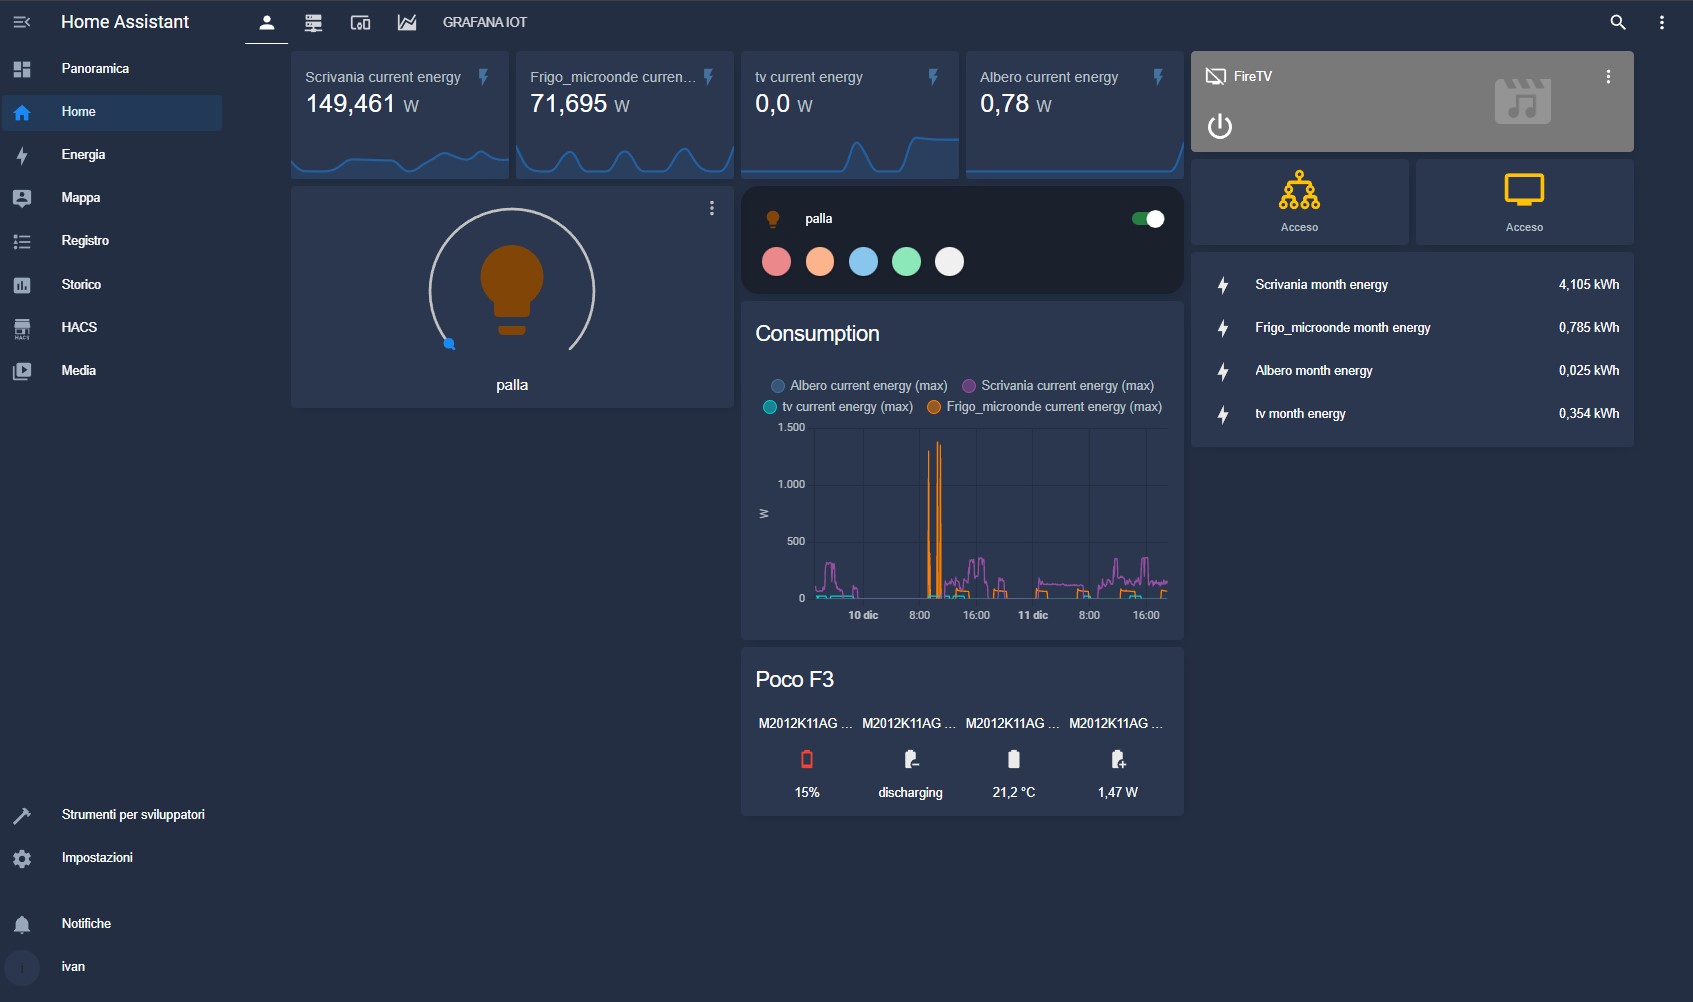 Home Assistant
GRAFANA IOT
Panoramica
Home
Energia
Mappa
Registro
Storico
HACS
HACS
Media
Strumenti per sviluppatori
Impostazioni
Notifiche
ivan
Scrivania current energy
149,461 W
Frigo_microonde curren...
71,695 W
tv current energy
0,0 W
Albero current energy
0,78 W
palla
palla
Consumption
Albero current energy (max) Scrivania current energy (max)
tv current energy (max) Frigo_microonde current energy (max)
1.500
1.000
W
500
0
10 dic 8:00 16:00 11 dic 8:00 16:00
Poco F3
M2012K11AG ... M2012K11AG ... M2012K11AG ... M2012K11AG ...
15% discharging 21,2 °C 1,47 W
FireTV
Acceso Acceso
Scrivania month energy 4,105 kWh
Frigo_microonde month energy 0,785 kWh
Albero month energy 0,025 kWh
tv month energy 0,354 kWh